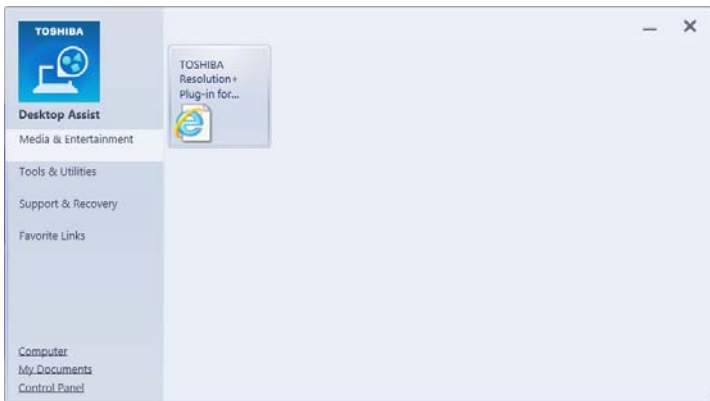 TOSHIBA
Desktop Assist
Media & Entertainment
Tools & Utilities
Support & Recovery
Favorite Links
Computer
My Documents
Control Panel
TOSHIBA
Resolution+
Plug-in for...